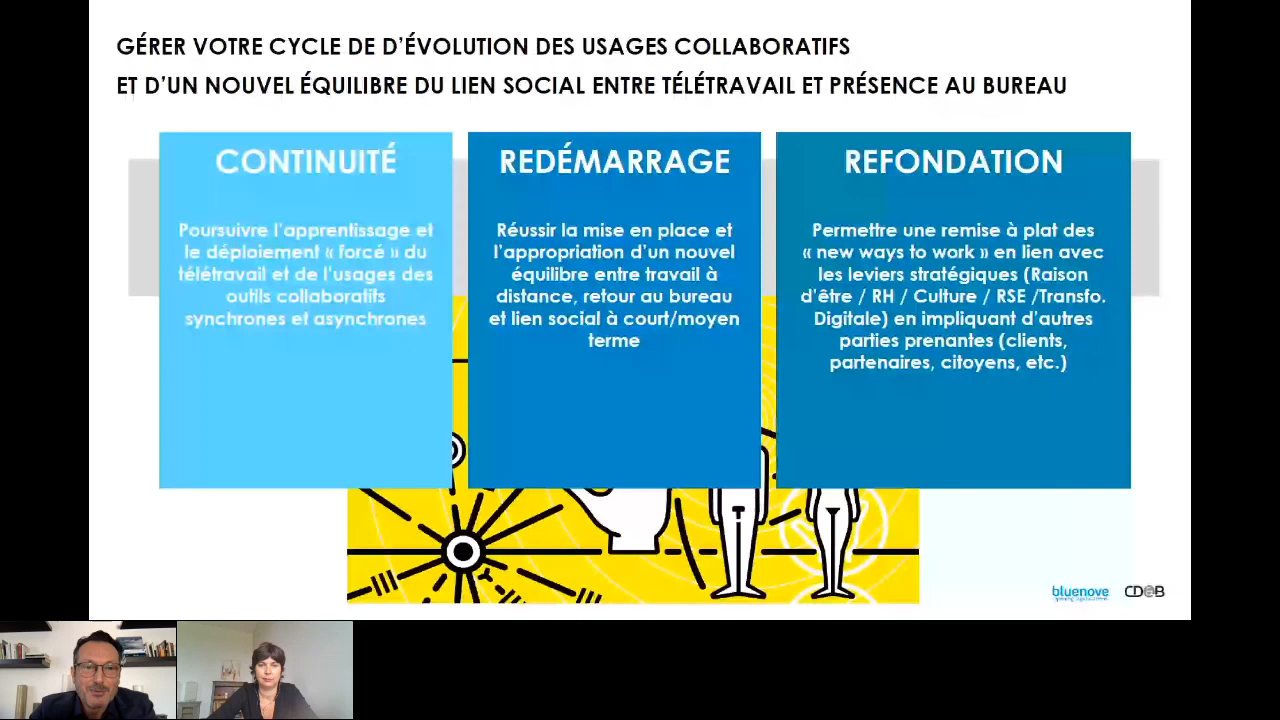 GÉRER VOTRE CYCLE DE D’ÉVOLUTION DES USAGES COLLABORATIFS
ET D’UN NOUVEL ÉQUILIBRE DU LIEN SOCIAL ENTRE TÉLÉTRAVAIL ET PRÉSENCE AU BUREAU
CONTINUITÉ
Poursuivre l’apprentissage et
le déploiement « forcé » du
télétravail et de l’usages des
outils collaboratifs
synchrones et asynchrones
REDÉMARRAGE
Réussir la mise en place et
l’appropriation d’un nouvel
équilibre entre travail à
distance, retour au bureau
et lien social à court/moyen
terme
REFONDATION
Permettre une remise à plat des
« new ways to work » en lien avec
les leviers stratégiques (Raison
d’être / RH / Culture / RSE /Transfo.
Digitale) en impliquant d’autres
parties prenantes (clients,
partenaires, citoyens, etc.)
bluenove
CD@B